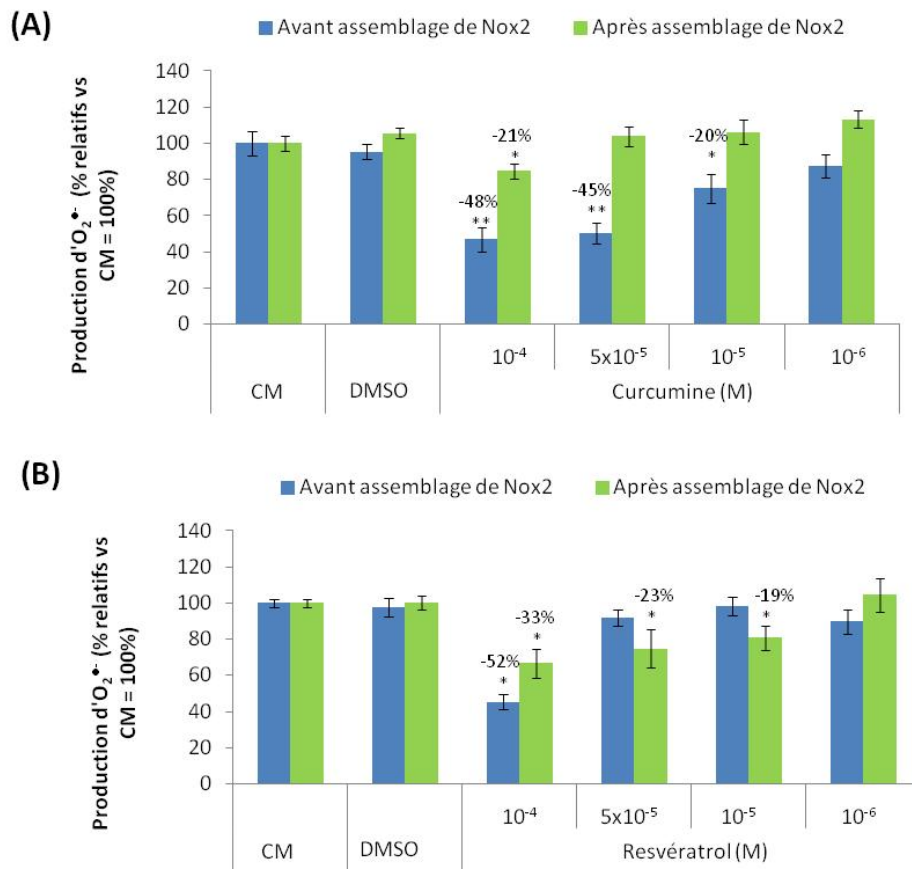 (A)
Avant assemblage de Nox2 Après assemblage de Nox2
Production d'O₂•- (% relatifs vs
CM = 100%)
140
120
100
80
60
40
20
0
-48%
**
-21%
*
-45%
**
-20%
*
10⁻⁴ 5x10⁻⁵ 10⁻⁵ 10⁻⁶
CM DMSO Curcumine (M)
(B)
Avant assemblage de Nox2 Après assemblage de Nox2
Production d'O₂•- (% relatifs vs
CM = 100%)
140
120
100
80
60
40
20
0
-52%
*
-33%
*
-23%
*
-19%
*
10⁻⁴ 5x10⁻⁵ 10⁻⁵ 10⁻⁶
CM DMSO Resvératrol (M)